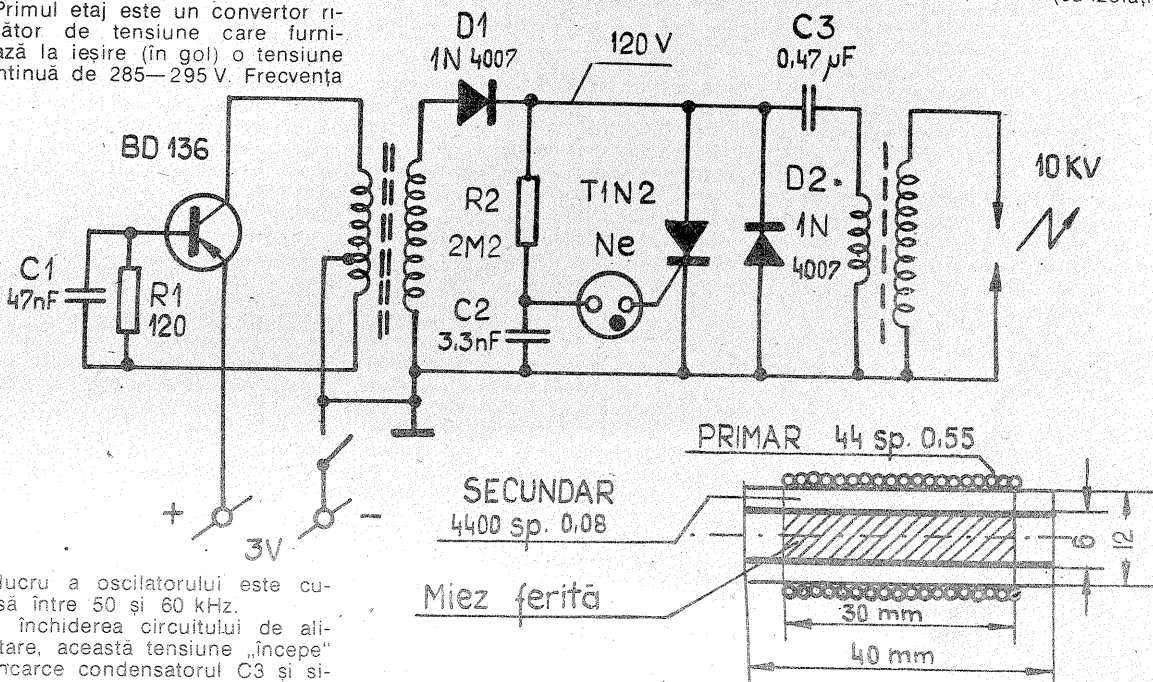 Primul etaj este un convertor ri-
cător de tensiune care furni-
ază la ieșire (în gol) o tensiune
ntinuă de 285—295 V. Frecvența
D1
1N 4007
120 V
C3
0,47 µF
BD 136
R2
2M2
T1N2
Ne
D2
1N
4007
10KV
C1
47nF
R1
120
C2
3.3nF
+
-
3V
PRIMAR 44 sp. 0,55
SECUNDAR
4400 sp. 0,08
Miez ferită
6
12
30 mm
40 mm
lucru a oscilatorului este cu-
să între 50 și 60 kHz.
închiderea circuitului de ali-
tare, această tensiune „începe"
ncarce condensatorul C3 și si-